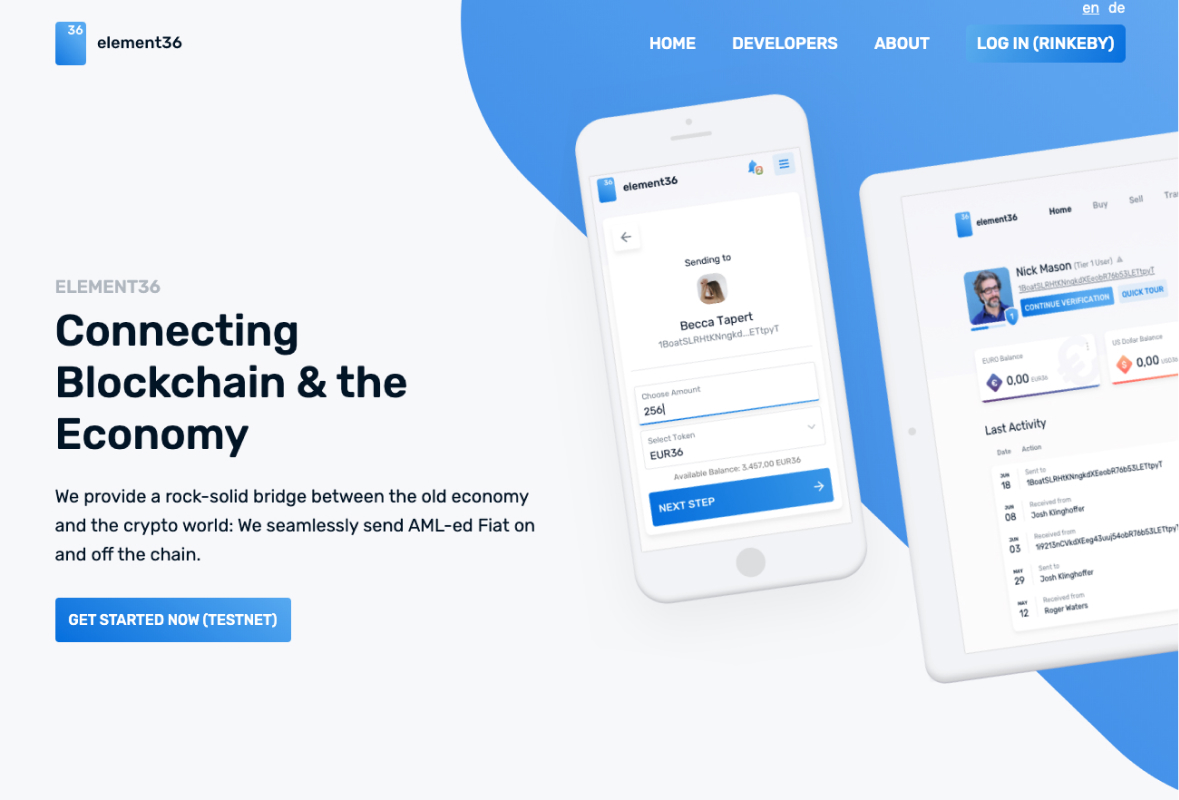 en de
36
element36
HOME DEVELOPERS ABOUT LOG IN (RINKEBY)
ELEMENT36
Connecting
Blockchain & the
Economy
We provide a rock-solid bridge between the old economy
and the crypto world: We seamlessly send AML-ed Fiat on
and off the chain.
GET STARTED NOW (TESTNET)
36
element36
Sending to
Becca Tapert
1BoatSLRHtKNngkd...ETtpyT
Choose Amount
256
Select Token
EUR36
Available Balance: 3.457,00 EUR36
NEXT STEP
36
element36
Home Buy Sell
Nick Mason (Tier 1 User)
1BoatSLRHtKNngkdXEeobR76b53LETtpyT
CONTINUE VERIFICATION QUICK TOUR
1
EURO Balance
€ 0,00 EUR36
US Dollar Balance
$ 0,00
Last Activity
Date Action
JUN
18
Sent to
1BoatSLRHtKNngkdXEeobR76b53LETtpyT
JUN
08
Received from
Josh Klinghoffer
JUN
03
Received from
MAY
29
Sent to
Josh Klinghoffer
MAY
12
Received from
Roger Waters